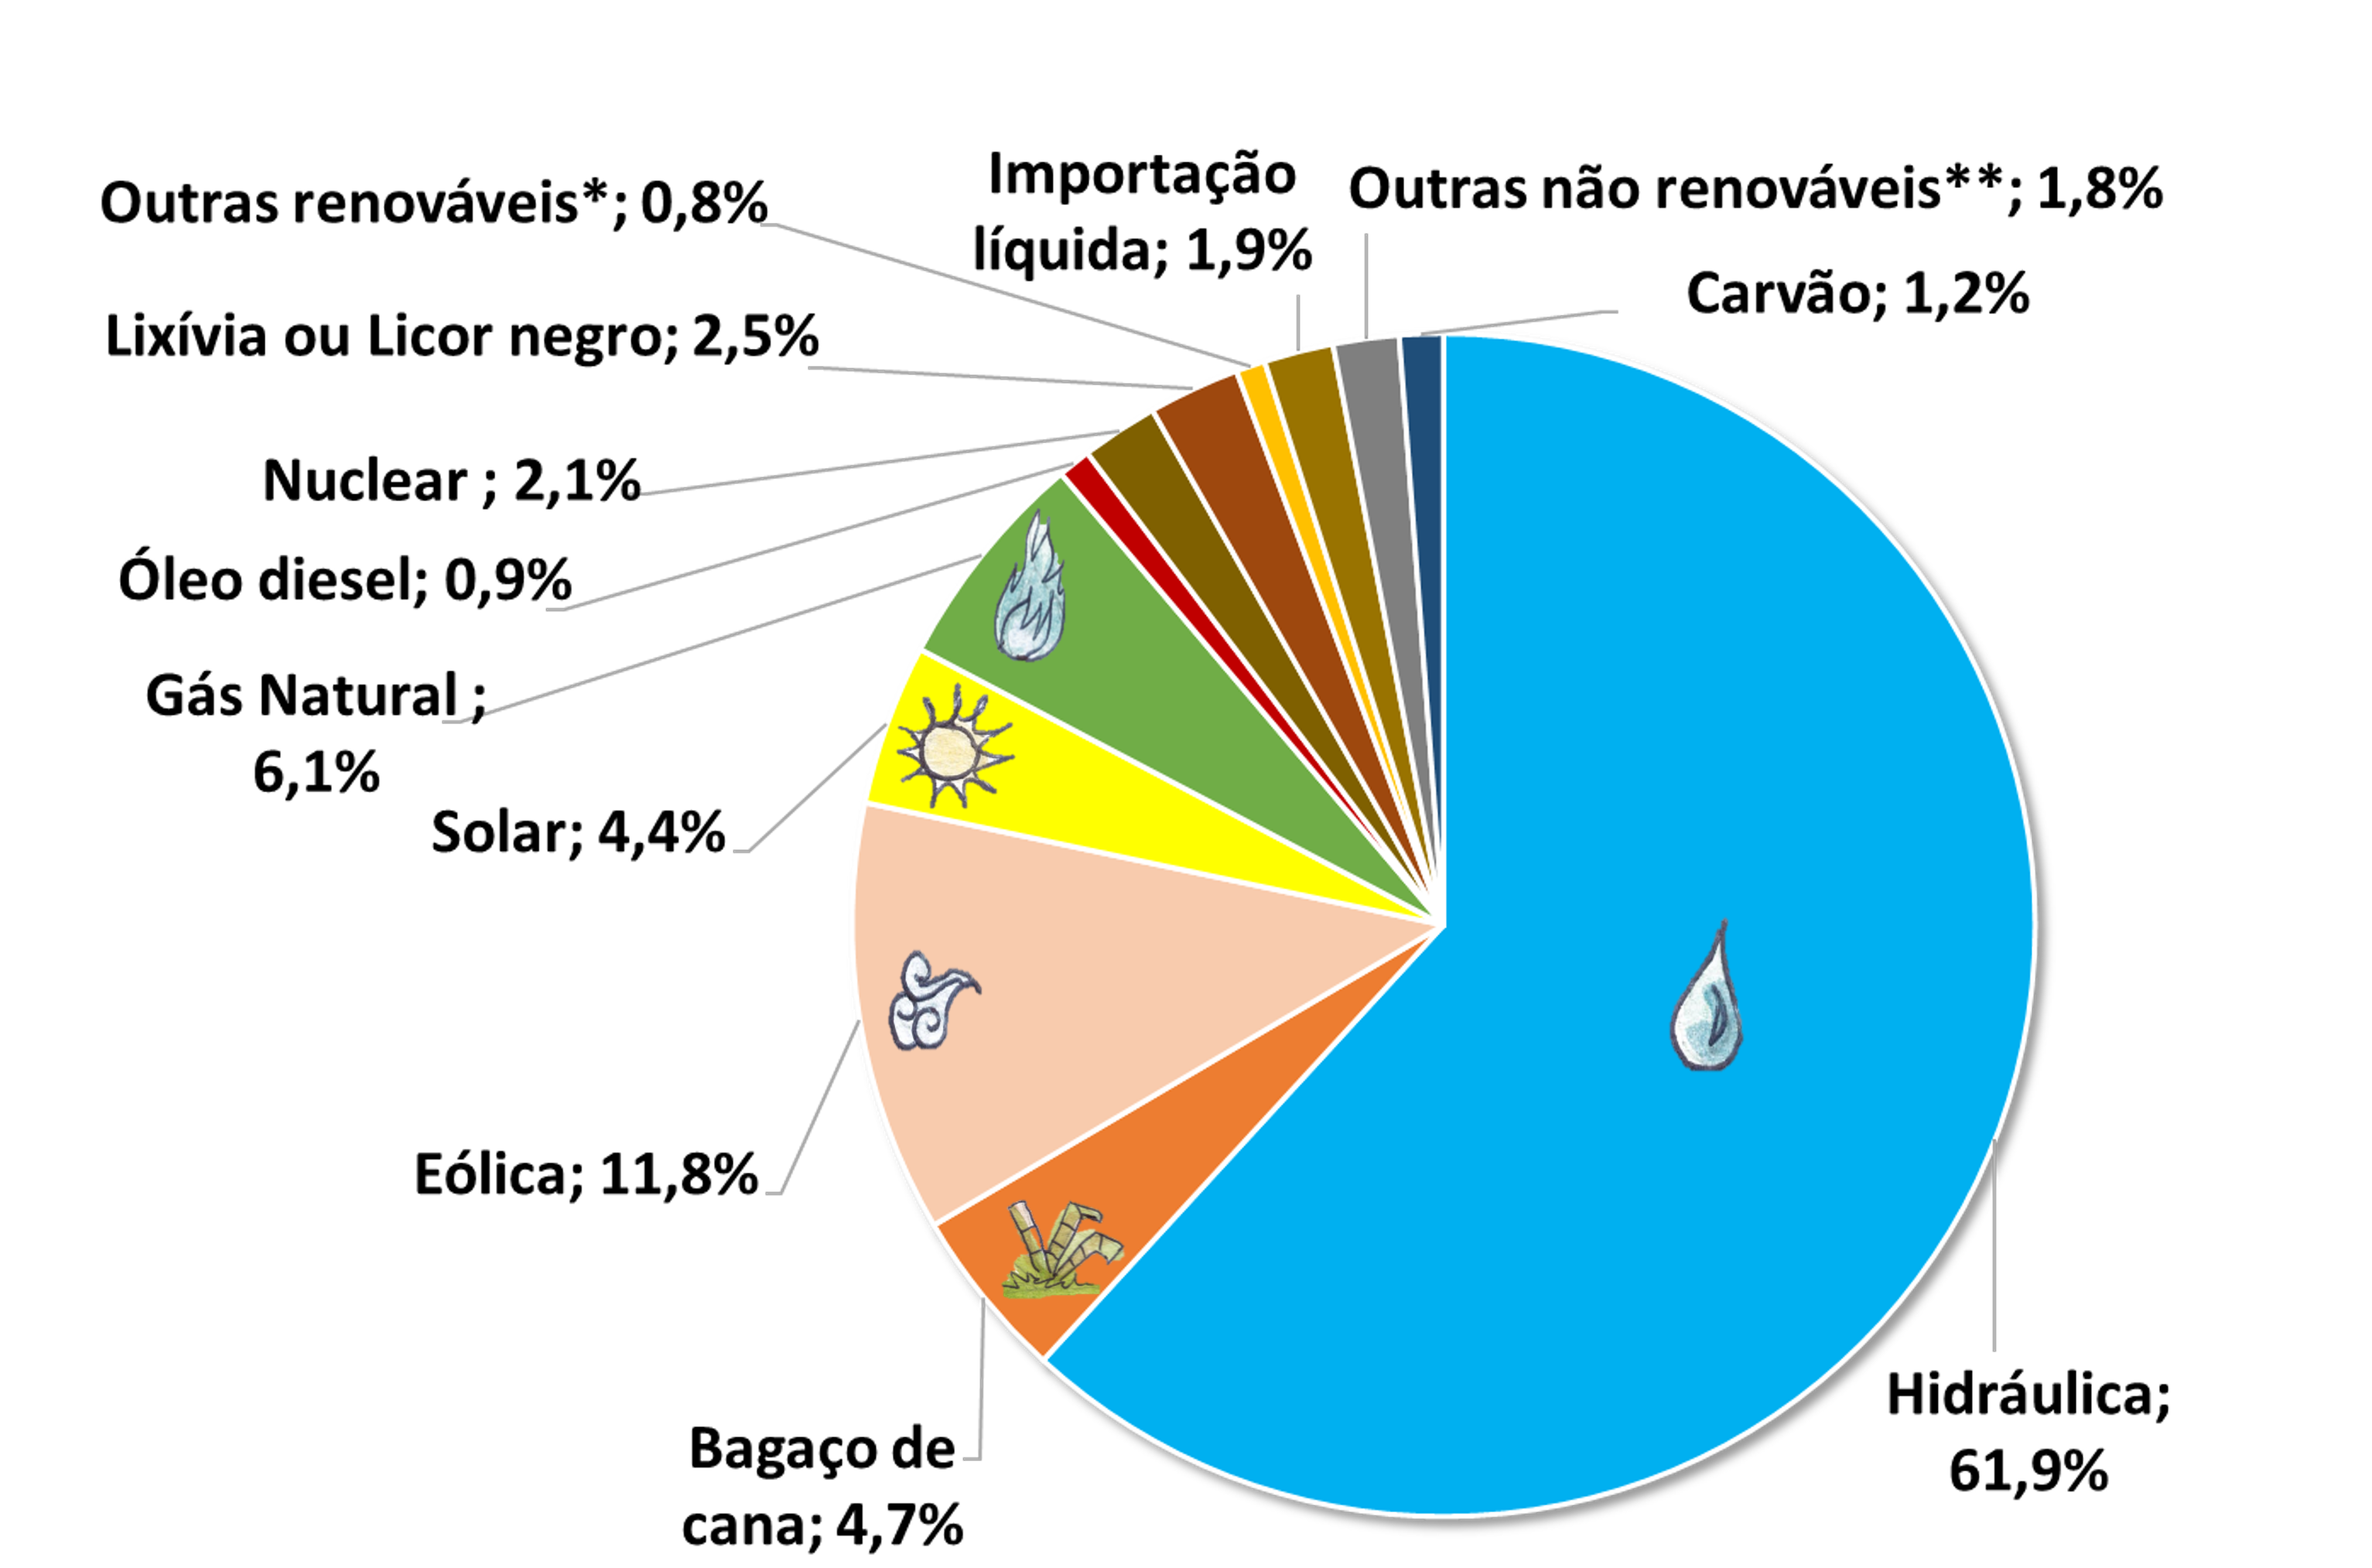 Outras renováveis*; 0,8%
Importação
líquida; 1,9%
Outras não renováveis**; 1,8%
Carvão; 1,2%
Lixívia ou Licor negro; 2,5%
Nuclear ; 2,1%
Óleo diesel; 0,9%
Gás Natural ;
6,1%
Solar; 4,4%
Eólica; 11,8%
Bagaço de
cana; 4,7%
Hidráulica;
61,9%